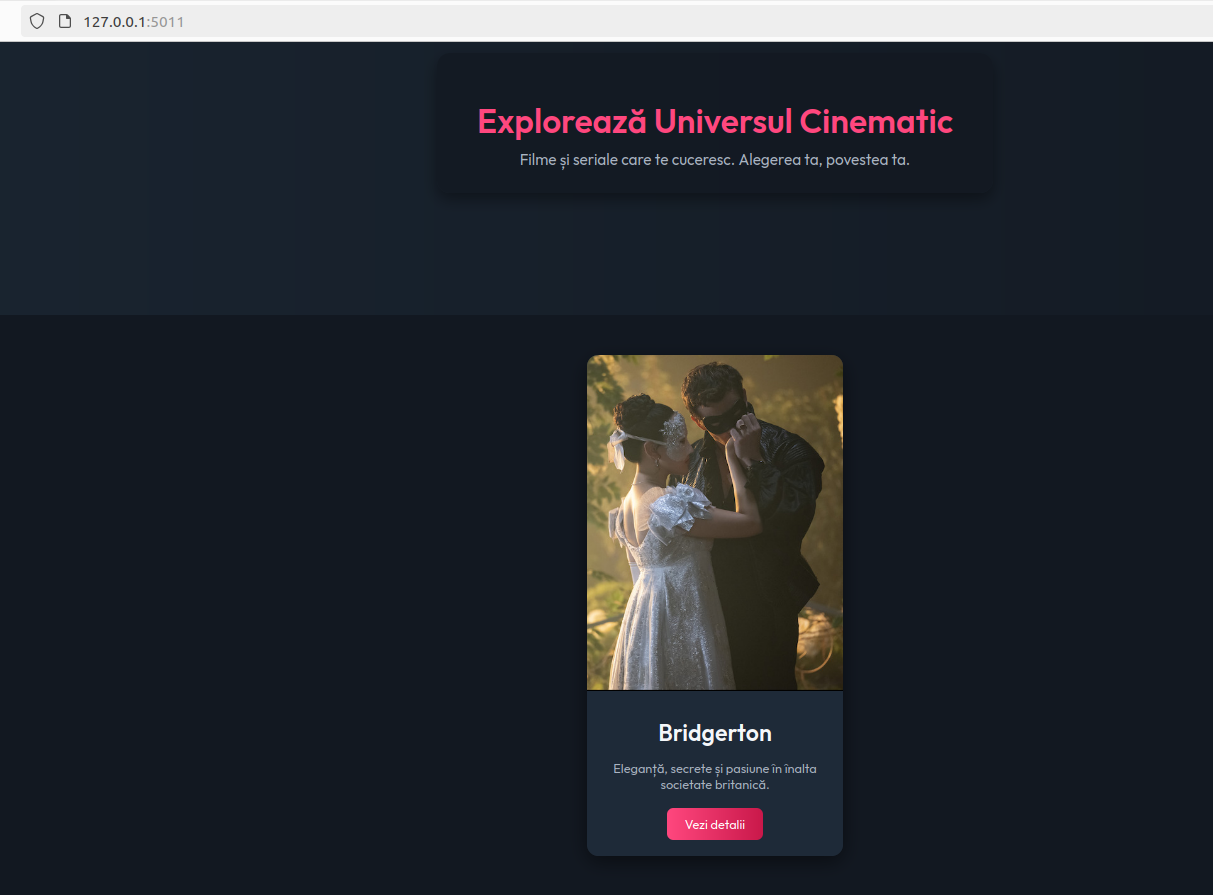 127.0.0.1:5011
Explorează Universul Cinematic
Filme și seriale care te cuceresc. Alegerea ta, povestea ta.
Bridgerton
Eleganță, secrete și pasiune în înalta
societate britanică.
Vezi detalii